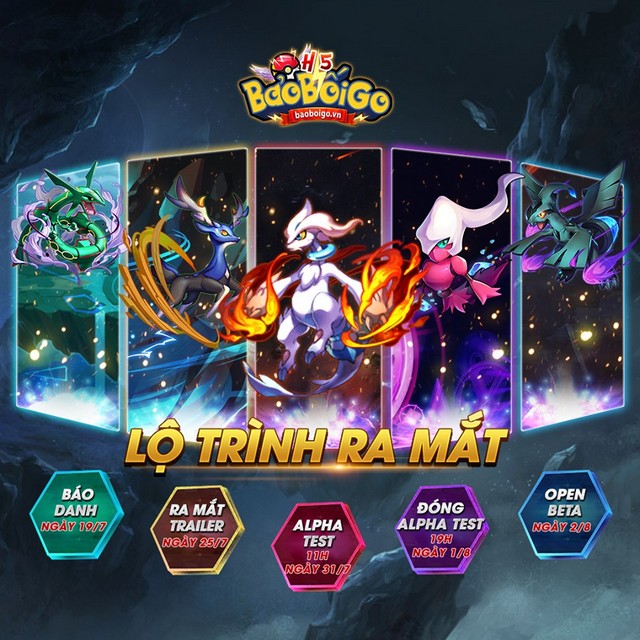 H5
BảoBốiGo
baoboigo.vn
LỘ TRÌNH RA MẮT
BÁO
DANH
NGÀY 19/7
RA MẮT
TRAILER
NGÀY 25/7
ALPHA
TEST
11H
NGÀY 31/7
ĐÓNG
ALPHA TEST
19H
NGÀY 1/8
OPEN
BETA
NGÀY 2/8